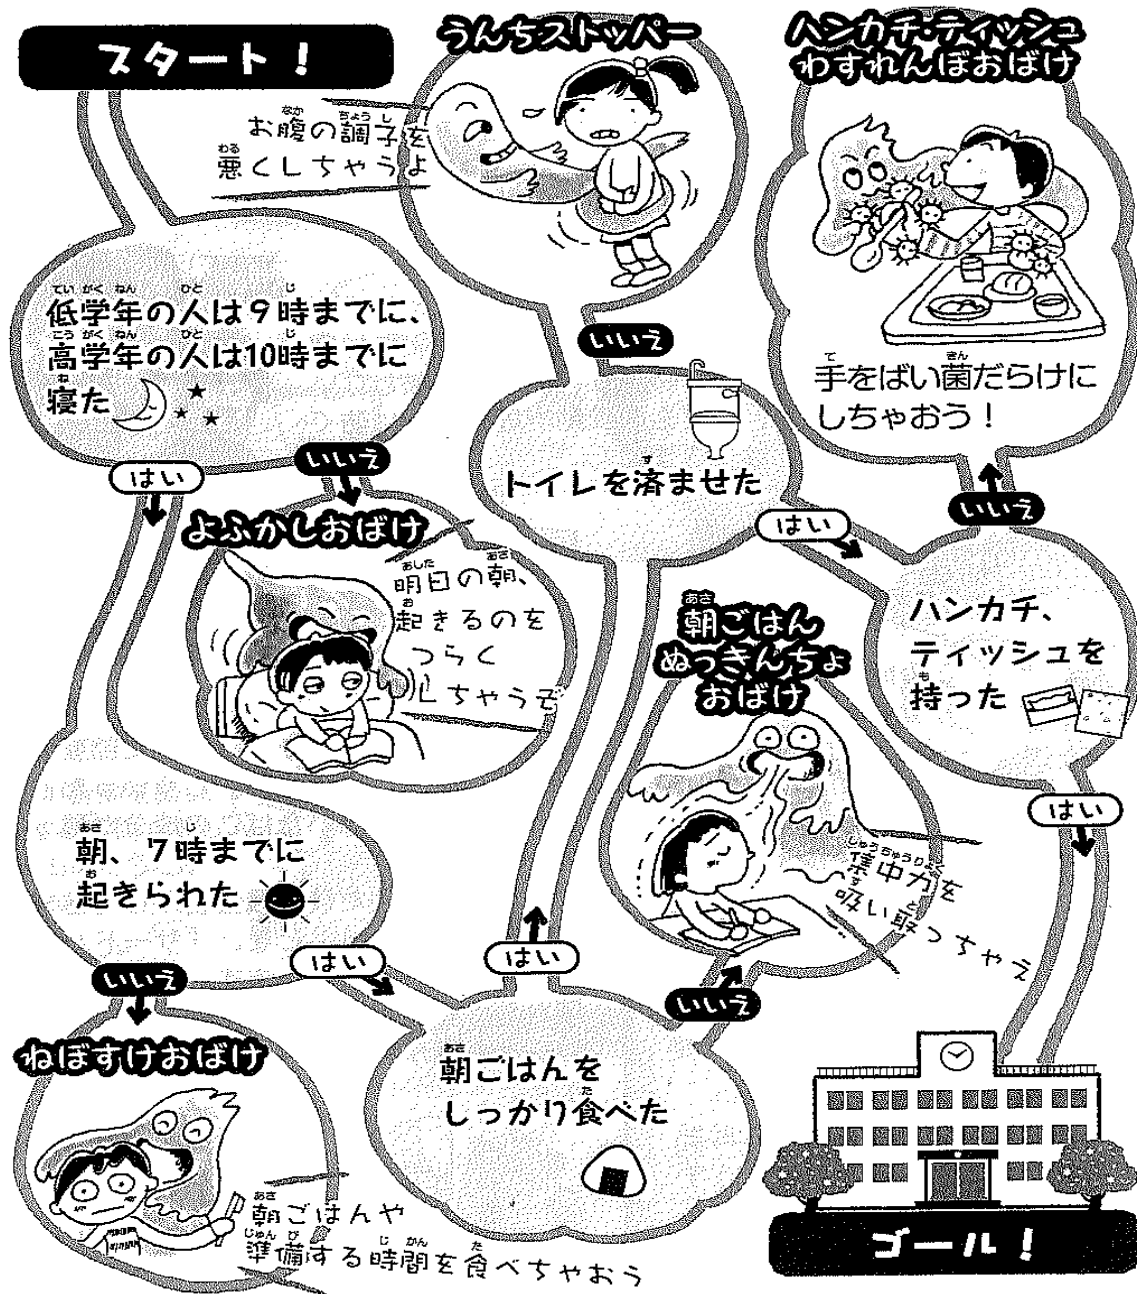 スタート！
低学年の人は9時までに、
高学年の人は10時までに
寝た
はい
いいえ
よふかしおばけ
明日の朝、
起きるのを
つらく
しちゃうぞ
朝、7時までに
起きられた
いいえ
はい
ねぼすけおばけ
朝ごはんや
準備する時間を食べちゃおう
朝ごはんを
しっかり食べた
はい
いいえ
朝ごはん
ぬっきんちょ
おばけ
集中力を
吸い取っちゃえ
トイレを済ませた
いいえ
はい
うんちストッパー
お腹の調子を
悪くしちゃうよ
ハンカチ、
ティッシュを
持った
いいえ
はい
ハンカチ・ティッシュ
わすれんぼおばけ
手をばい菌だらけに
しちゃおう！
ゴール！